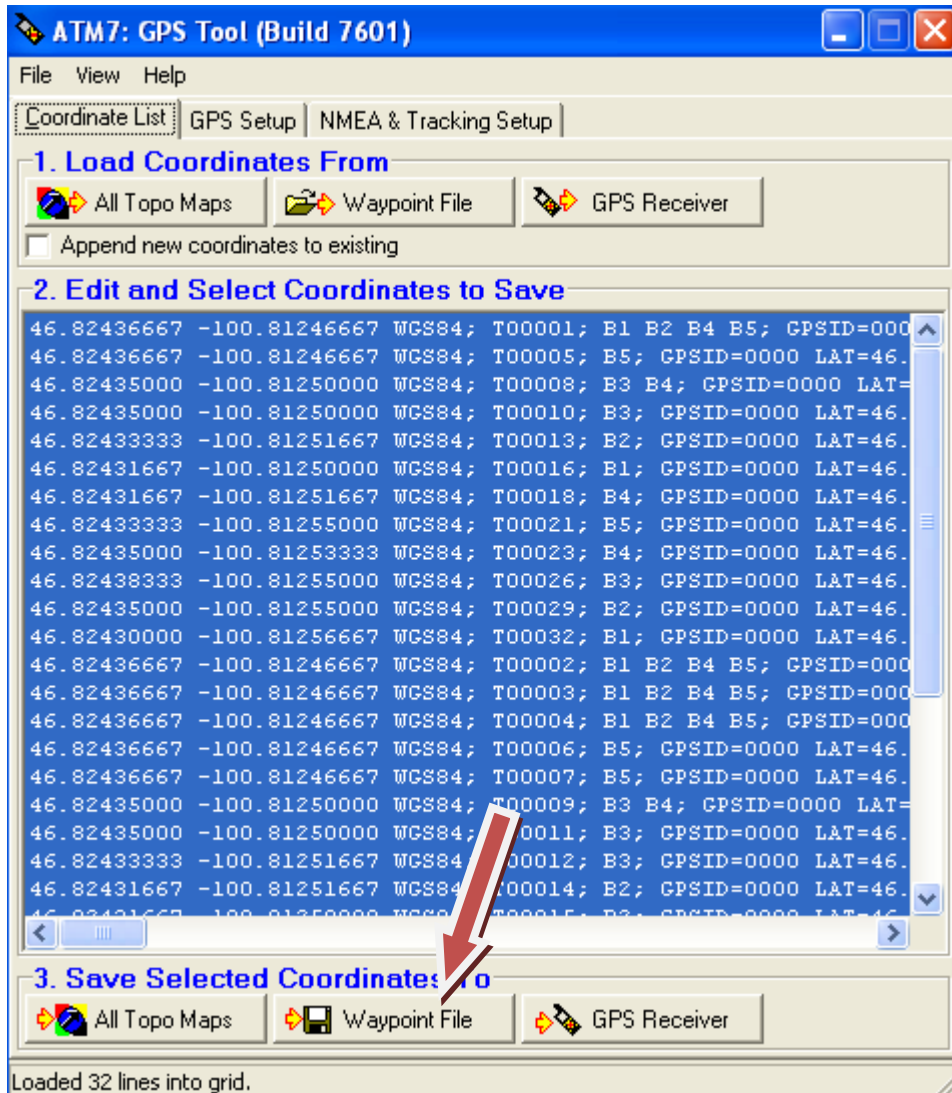 ATM7: GPS Tool (Build 7601)
File View Help
Coordinate List GPS Setup NMEA & Tracking Setup
1. Load Coordinates From
All Topo Maps Waypoint File GPS Receiver
Append new coordinates to existing
2. Edit and Select Coordinates to Save
46.82436667 -100.81246667 WGS84; T00001; B1 B2 B4 B5; GPSID=000
46.82436667 -100.81246667 WGS84; T00005; B5; GPSID=0000 LAT=46.
46.82435000 -100.81250000 WGS84; T00008; B3 B4; GPSID=0000 LAT=
46.82435000 -100.81250000 WGS84; T00010; B3; GPSID=0000 LAT=46.
46.82433333 -100.81251667 WGS84; T00013; B2; GPSID=0000 LAT=46.
46.82431667 -100.81250000 WGS84; T00016; B1; GPSID=0000 LAT=46.
46.82431667 -100.81251667 WGS84; T00018; B4; GPSID=0000 LAT=46.
46.82433333 -100.81255000 WGS84; T00021; B5; GPSID=0000 LAT=46.
46.82435000 -100.81253333 WGS84; T00023; B4; GPSID=0000 LAT=46.
46.82438333 -100.81255000 WGS84; T00026; B3; GPSID=0000 LAT=46.
46.82435000 -100.81255000 WGS84; T00029; B2; GPSID=0000 LAT=46.
46.82430000 -100.81256667 WGS84; T00032; B1; GPSID=0000 LAT=46.
46.82436667 -100.81246667 WGS84; T00002; B1 B2 B4 B5; GPSID=000
46.82436667 -100.81246667 WGS84; T00003; B1 B2 B4 B5; GPSID=000
46.82436667 -100.81246667 WGS84; T00004; B1 B2 B4 B5; GPSID=000
46.82436667 -100.81246667 WGS84; T00006; B5; GPSID=0000 LAT=46.
46.82436667 -100.81246667 WGS84; T00007; B5; GPSID=0000 LAT=46.
46.82435000 -100.81250000 WGS84; T00009; B3 B4; GPSID=0000 LAT=
46.82435000 -100.81250000 WGS84; 0011; B3; GPSID=0000 LAT=46.
46.82433333 -100.81251667 WGS84 00012; B3; GPSID=0000 LAT=46.
46.82431667 -100.81251667 WGS84 T00014; B2; GPSID=0000 LAT=46.
3. Save Selected Coordinates To
All Topo Maps Waypoint File GPS Receiver
Loaded 32 lines into grid.